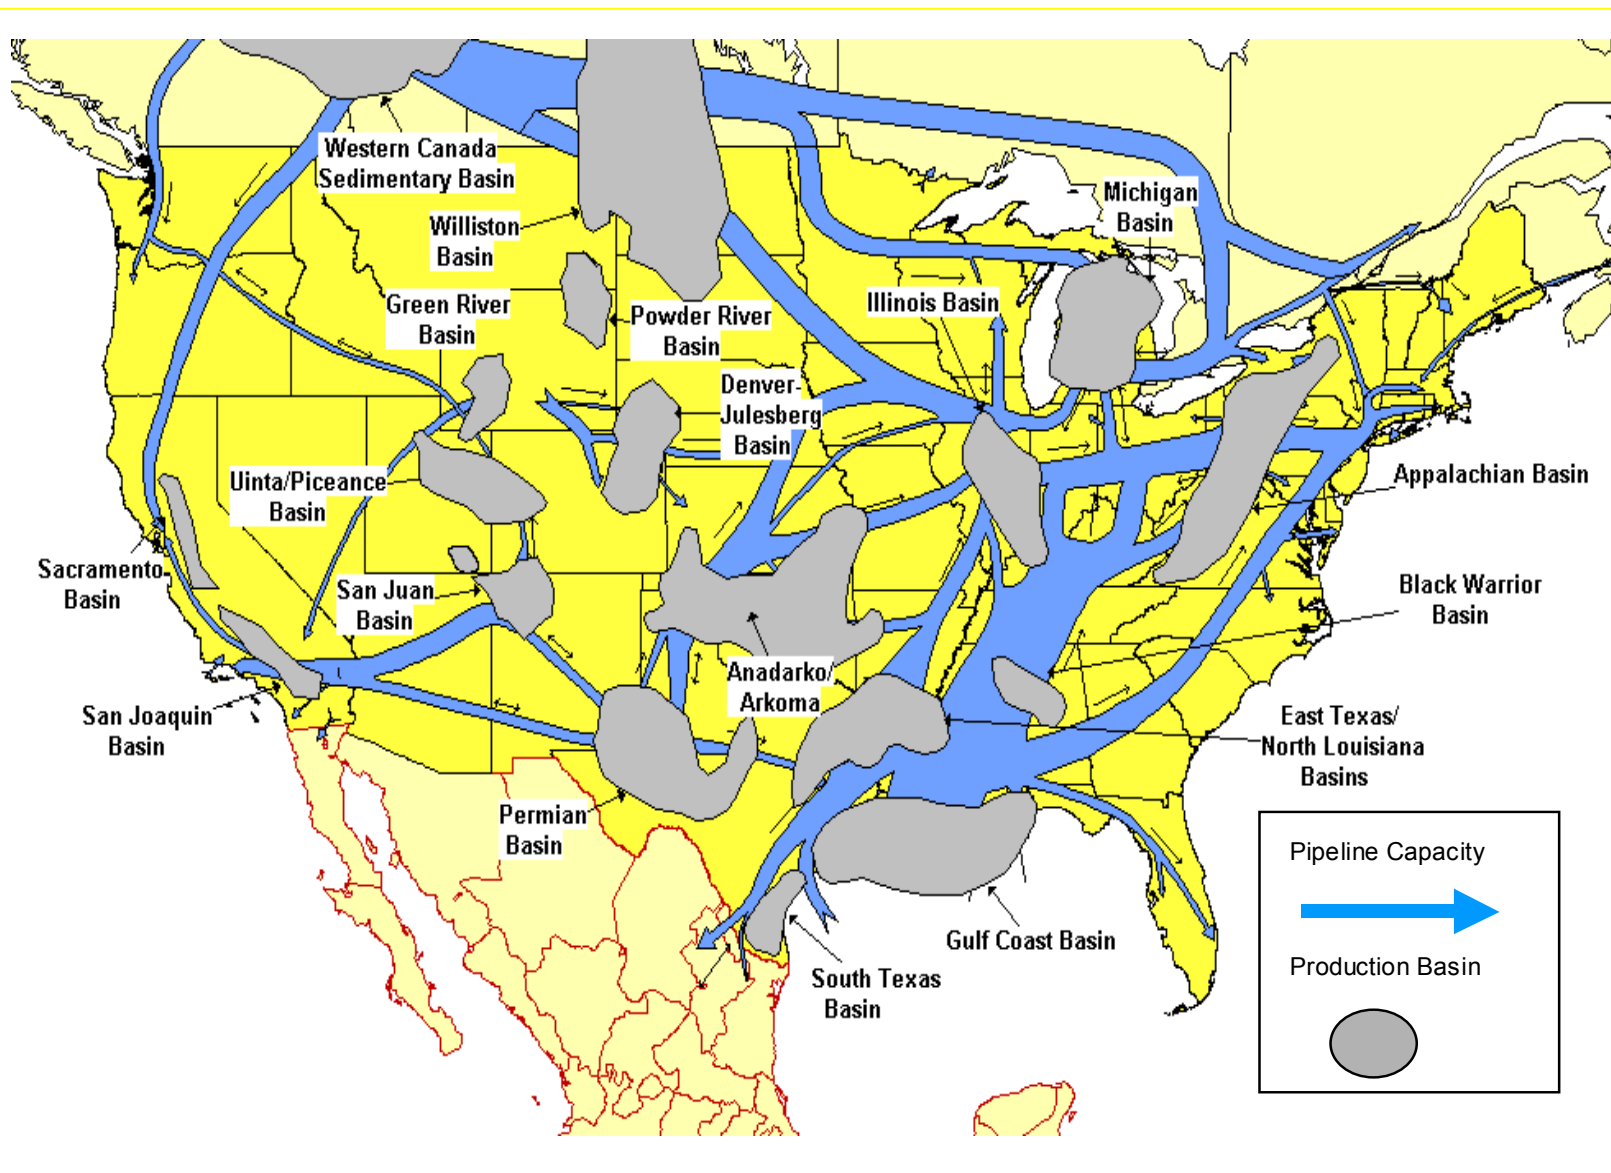 Western Canada
Sedimentary Basin
Michigan
Basin
Williston
Basin
Green River
Basin
Illinois Basin
Powder River
Basin
Denver-
Julesberg
Basin
Uinta/Piceance
Basin
Appalachian Basin
Sacramento
Basin
San Juan
Basin
Black Warrior
Basin
Anadarko/
Arkoma
San Joaquin
Basin
East Texas/
North Louisiana
Basins
Permian
Basin
Gulf Coast Basin
South Texas
Basin
Pipeline Capacity
Production Basin